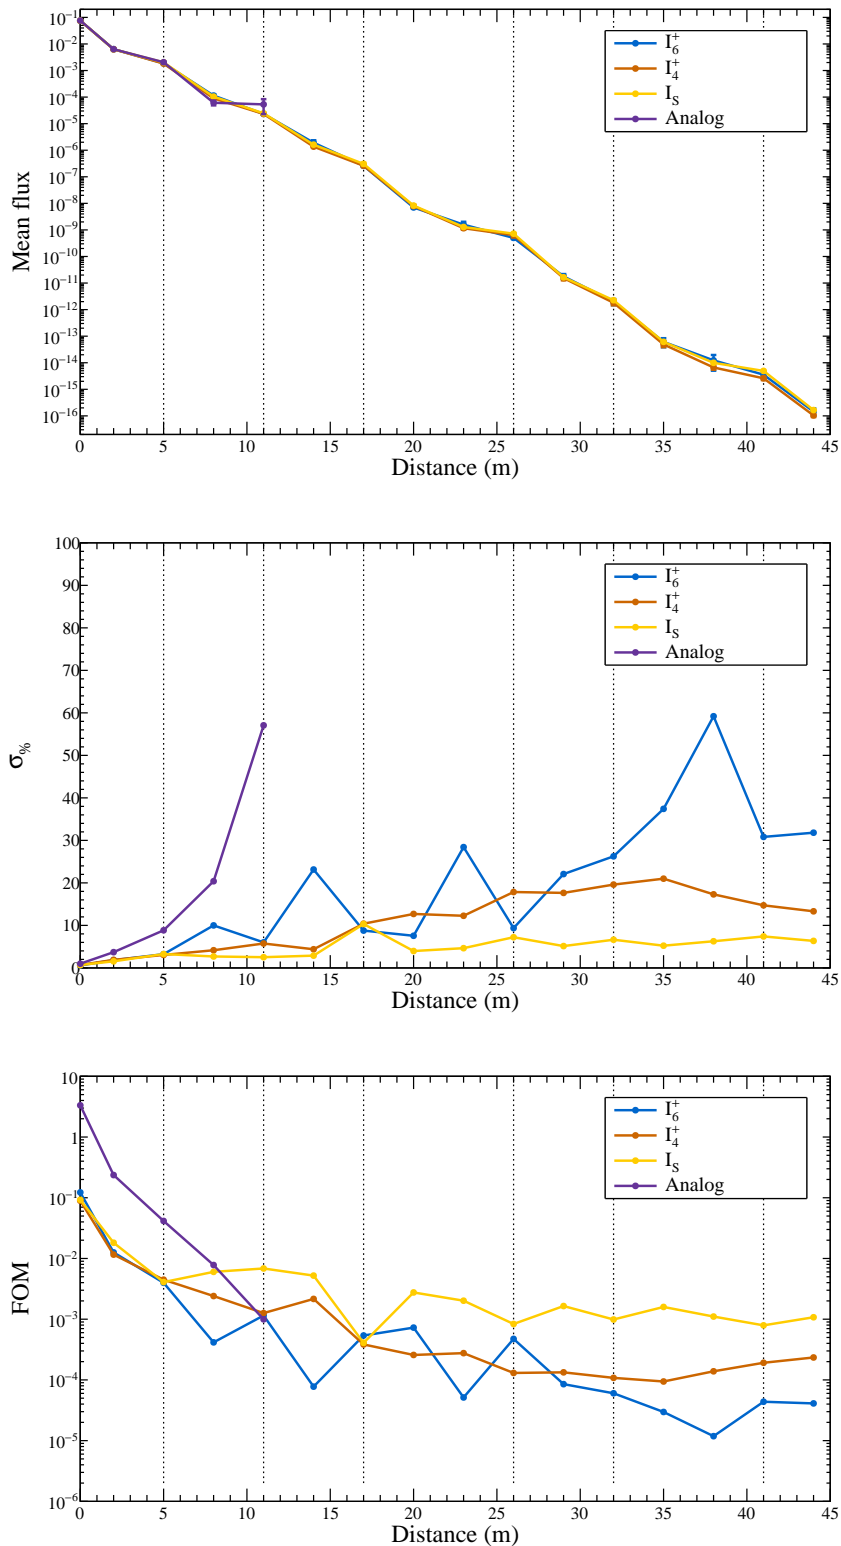 10⁻¹
10⁻²
10⁻³
10⁻⁴
10⁻⁵
10⁻⁶
10⁻⁷
10⁻⁸
10⁻⁹
10⁻¹⁰
10⁻¹¹
10⁻¹²
10⁻¹³
10⁻¹⁴
10⁻¹⁵
10⁻¹⁶
Mean flux
I₆⁺
I₄⁺
Iₛ
Analog
0 5 10 15 20 25 30 35 40 45
Distance (m)
100
90
80
70
60
50
40
30
20
10
0
σ%
I₆⁺
I₄⁺
Iₛ
Analog
0 5 10 15 20 25 30 35 40 45
Distance (m)
10
1
10⁻¹
10⁻²
10⁻³
10⁻⁴
10⁻⁵
10⁻⁶
FOM
I₆⁺
I₄⁺
Iₛ
Analog
0 5 10 15 20 25 30 35 40 45
Distance (m)